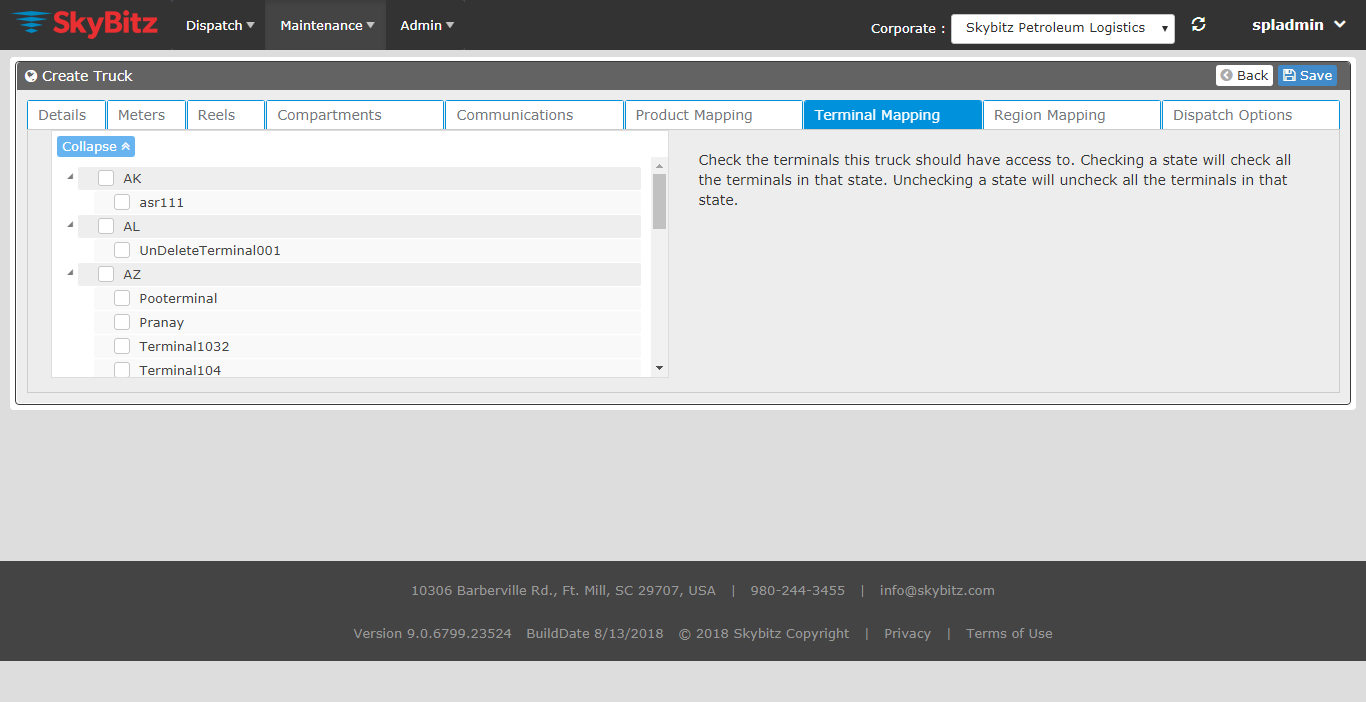 SkyBitz Dispatch Maintenance Admin Corporate : Skybitz Petroleum Logistics spladmin
Create Truck Back Save
Details Meters Reels Compartments Communications Product Mapping Terminal Mapping Region Mapping Dispatch Options
Collapse
AK
asr111
AL
UnDeleteTerminal001
AZ
Pooterminal
Pranay
Terminal1032
Terminal104
Check the terminals this truck should have access to. Checking a state will check all
the terminals in that state. Unchecking a state will uncheck all the terminals in that
state.
10306 Barberville Rd., Ft. Mill, SC 29707, USA | 980-244-3455 | info@skybitz.com
Version 9.0.6799.23524 BuildDate 8/13/2018 © 2018 Skybitz Copyright | Privacy | Terms of Use